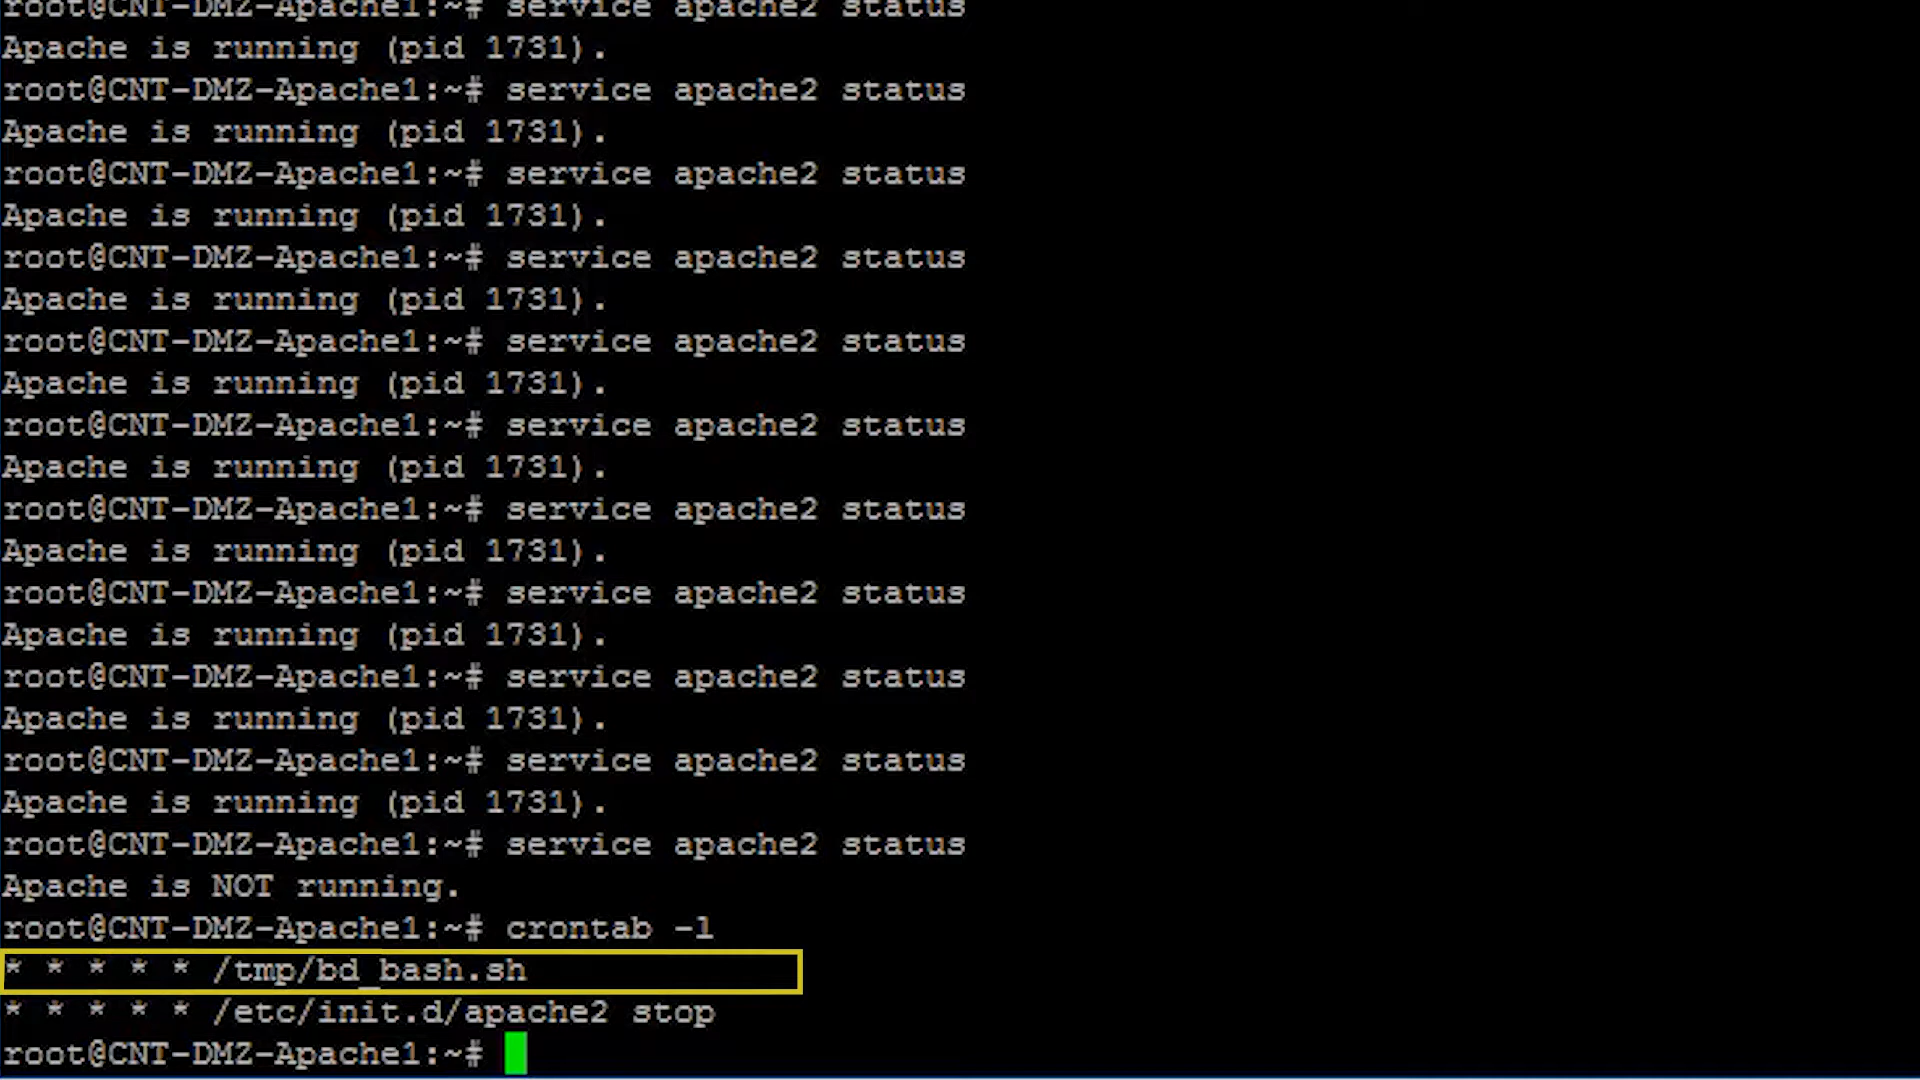 root@CNT-DMZ-Apache1:~# service apache2 status
Apache is running (pid 1731).
root@CNT-DMZ-Apache1:~# service apache2 status
Apache is running (pid 1731).
root@CNT-DMZ-Apache1:~# service apache2 status
Apache is running (pid 1731).
root@CNT-DMZ-Apache1:~# service apache2 status
Apache is running (pid 1731).
root@CNT-DMZ-Apache1:~# service apache2 status
Apache is running (pid 1731).
root@CNT-DMZ-Apache1:~# service apache2 status
Apache is running (pid 1731).
root@CNT-DMZ-Apache1:~# service apache2 status
Apache is running (pid 1731).
root@CNT-DMZ-Apache1:~# service apache2 status
Apache is running (pid 1731).
root@CNT-DMZ-Apache1:~# service apache2 status
Apache is running (pid 1731).
root@CNT-DMZ-Apache1:~# service apache2 status
Apache is running (pid 1731).
root@CNT-DMZ-Apache1:~# service apache2 status
Apache is NOT running.
root@CNT-DMZ-Apache1:~# crontab -l
* * * * * /tmp/bd_bash.sh
* * * * * /etc/init.d/apache2 stop
root@CNT-DMZ-Apache1:~#